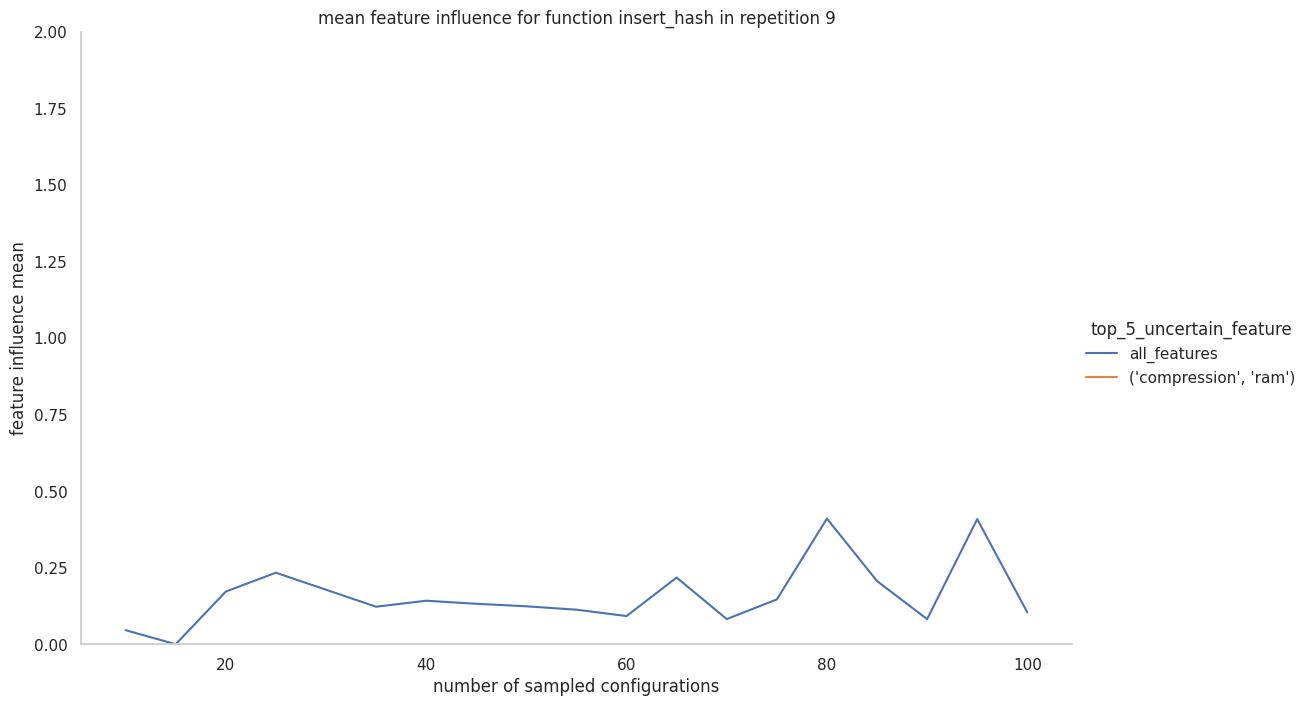 mean feature influence for function insert_hash in repetition 9
2.00
1.75
1.50
1.25
1.00
0.75
0.50
0.25
0.00
feature influence mean
20 40 60 80 100
number of sampled configurations
top_5_uncertain_feature
all_features
('compression', 'ram')